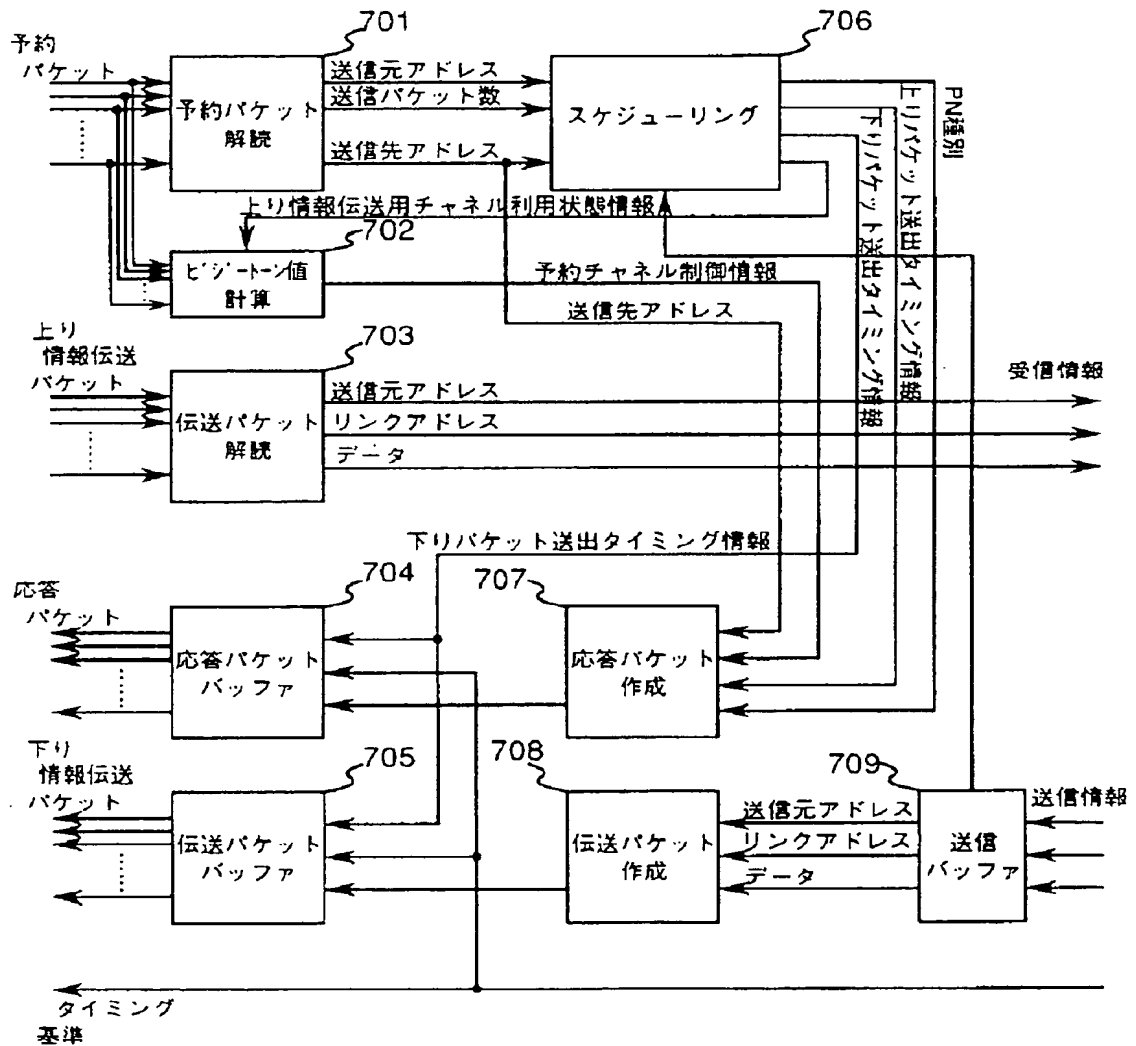 701
706
予約
パケット
予約パケット
解読
送信元アドレス
送信パケット数
送信先アドレス
スケジューリング
PN種別
上りパケット送出タイミング情報
下りパケット送出タイミング情報
上り情報伝送用チャネル利用状態情報
702
ビジートーン値
計算
予約チャネル制御情報
送信先アドレス
上り
情報伝送
パケット
703
伝送パケット
解読
送信元アドレス
リンクアドレス
データ
受信情報
下りパケット送出タイミング情報
応答
パケット
704
応答パケット
バッファ
707
応答パケット
作成
下り
情報伝送
パケット
705
伝送パケット
バッファ
708
伝送パケット
作成
709
送信元アドレス
リンクアドレス
データ
送信
バッファ
送信情報
タイミング
基準